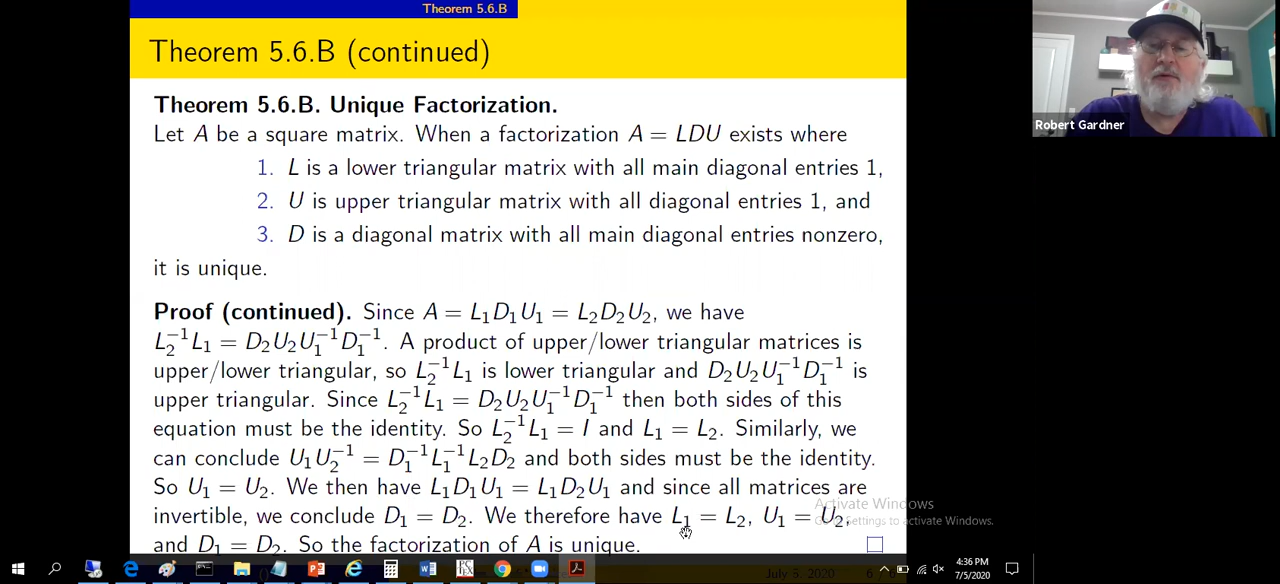 Theorem 5.6.B
Theorem 5.6.B (continued)
Theorem 5.6.B. Unique Factorization.
Let A be a square matrix. When a factorization A = LDU exists where
1. L is a lower triangular matrix with all main diagonal entries 1,
2. U is upper triangular matrix with all diagonal entries 1, and
3. D is a diagonal matrix with all main diagonal entries nonzero,
it is unique.
Proof (continued). Since A = L₁D₁U₁ = L₂D₂U₂, we have
L₂⁻¹L₁ = D₂U₂U₁⁻¹D₁⁻¹. A product of upper/lower triangular matrices is
upper/lower triangular, so L₂⁻¹L₁ is lower triangular and D₂U₂U₁⁻¹D₁⁻¹ is
upper triangular. Since L₂⁻¹L₁ = D₂U₂U₁⁻¹D₁⁻¹ then both sides of this
equation must be the identity. So L₂⁻¹L₁ = I and L₁ = L₂. Similarly, we
can conclude U₁U₂⁻¹ = D₁⁻¹L₁⁻¹L₂D₂ and both sides must be the identity.
So U₁ = U₂. We then have L₁D₁U₁ = L₁D₂U₁ and since all matrices are
invertible, we conclude D₁ = D₂. We therefore have L₁ = L₂, U₁ = U₂,
and D₁ = D₂. So the factorization of A is unique.
Activate Windows
Go to Settings to activate Windows.
Robert Gardner
4:36 PM
7/5/2020